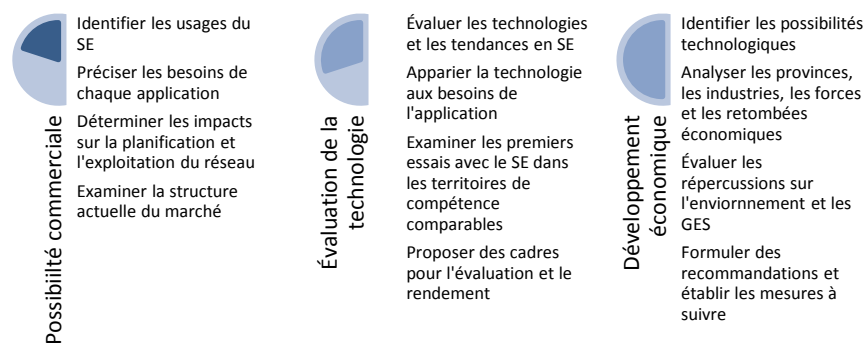 Possibiilté commerciale
Identifier les usages du
SE
Préciser les besoins de
chaque application
Déterminer les impacts
sur la planification et
l'exploitation du réseau
Examiner la structure
actuelle du marché
Évaluation de la
technologie
Évaluer les technologies
et les tendances en SE
Apparier la technologie
aux besoins de
l'application
Examiner les premiers
essais avec le SE dans
les territoires de
compétence
comparables
Proposer des cadres
pour l'évaluation et le
rendement
Développement
économique
Identifier les possibilités
technologiques
Analyser les provinces,
les industries, les forces
et les retombées
économiques
Évaluer les
répercussions sur
l'enviornnement et les
GES
Formuler des
recommandations et
établir les mesures à
suivre